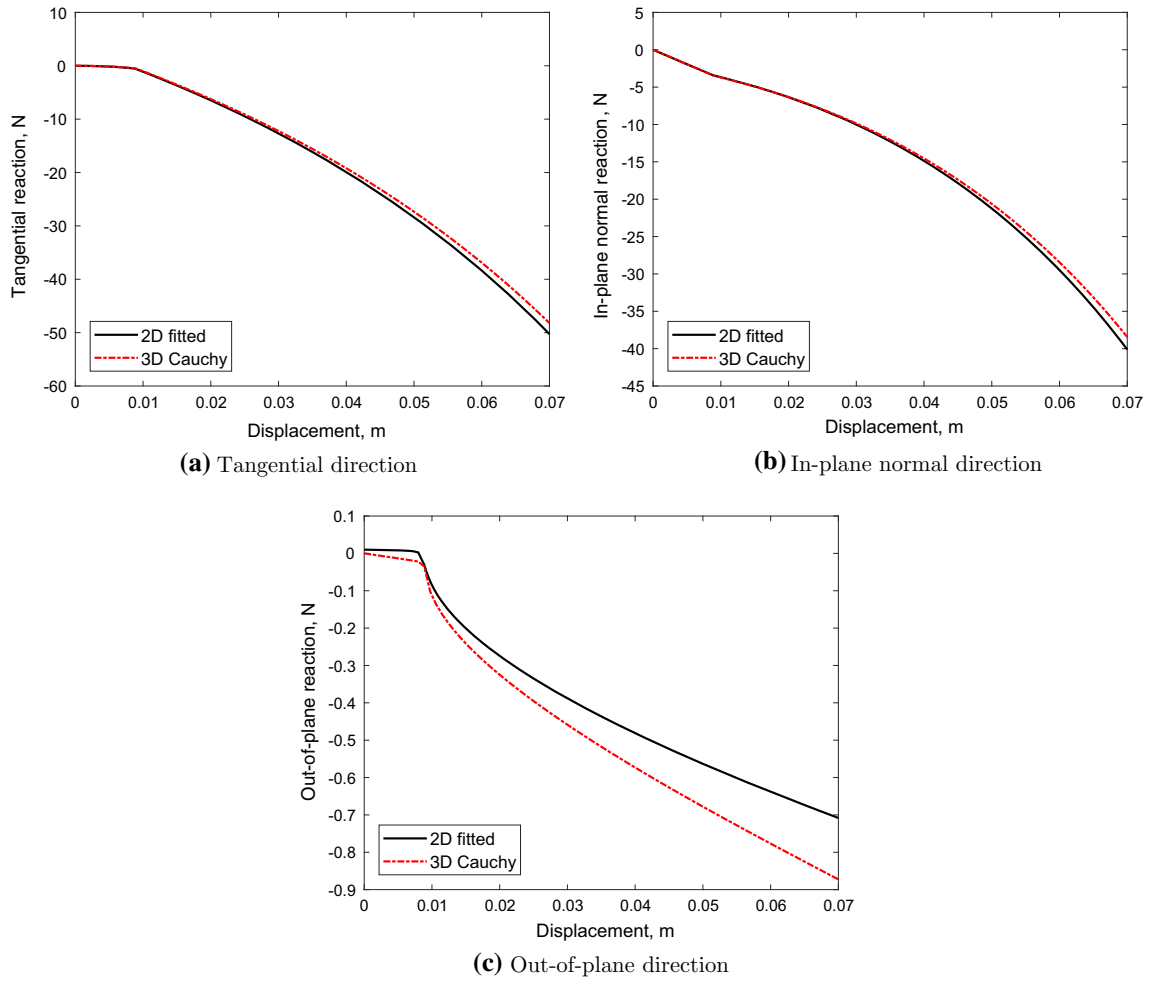 10
0
-10
-20
-30
-40
-50
-60
Tangential reaction, N
2D fitted
3D Cauchy
0 0.01 0.02 0.03 0.04 0.05 0.06 0.07
Displacement, m
(a) Tangential direction
5
0
-5
-10
-15
-20
-25
-30
-35
-40
-45
In-plane normal reaction , N
2D fitted
3D Cauchy
0 0.01 0.02 0.03 0.04 0.05 0.06 0.07
Displacement, m
(b) In-plane normal direction
0.1
0
-0.1
-0.2
-0.3
-0.4
-0.5
-0.6
-0.7
-0.8
-0.9
Out-of-plane reaction, N
2D fitted
3D Cauchy
0 0.01 0.02 0.03 0.04 0.05 0.06 0.07
Displacement, m
(c) Out-of-plane direction